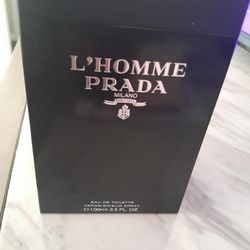 L'HOMME
PRADA
MILANO
EAU DE TOILETTE
VAPORISATEUR SPRAY
℮100ml 3.3 FL. OZ.